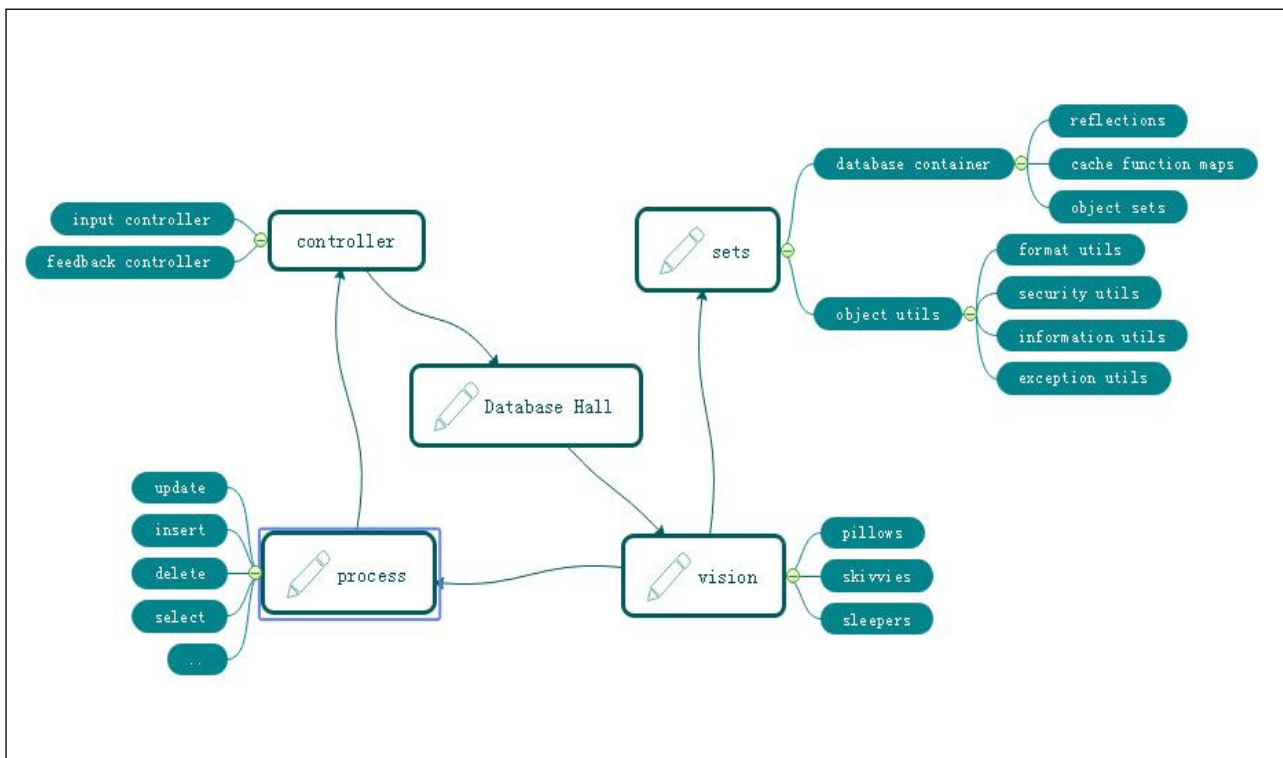 input controller
feedback controller
controller
Database Hall
sets
database container
reflections
cache function maps
object sets
object utils
format utils
security utils
information utils
exception utils
update
insert
delete
select
..
process
vision
pillows
skivvies
sleepers